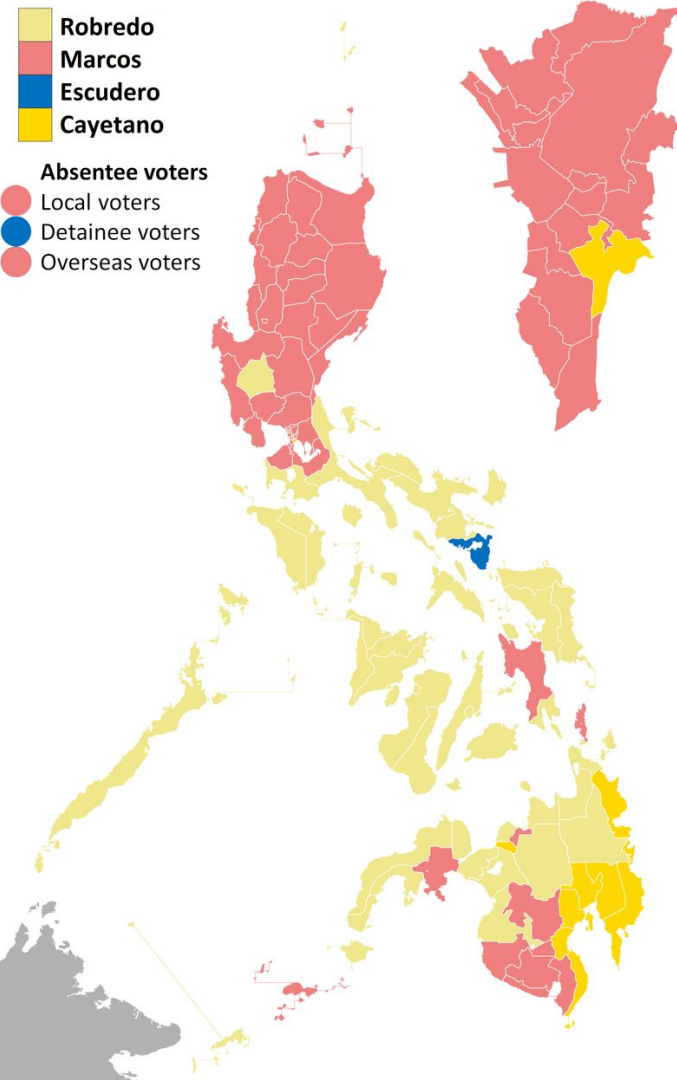 Robredo
Marcos
Escudero
Cayetano
Absentee voters
Local voters
Detainee voters
Overseas voters